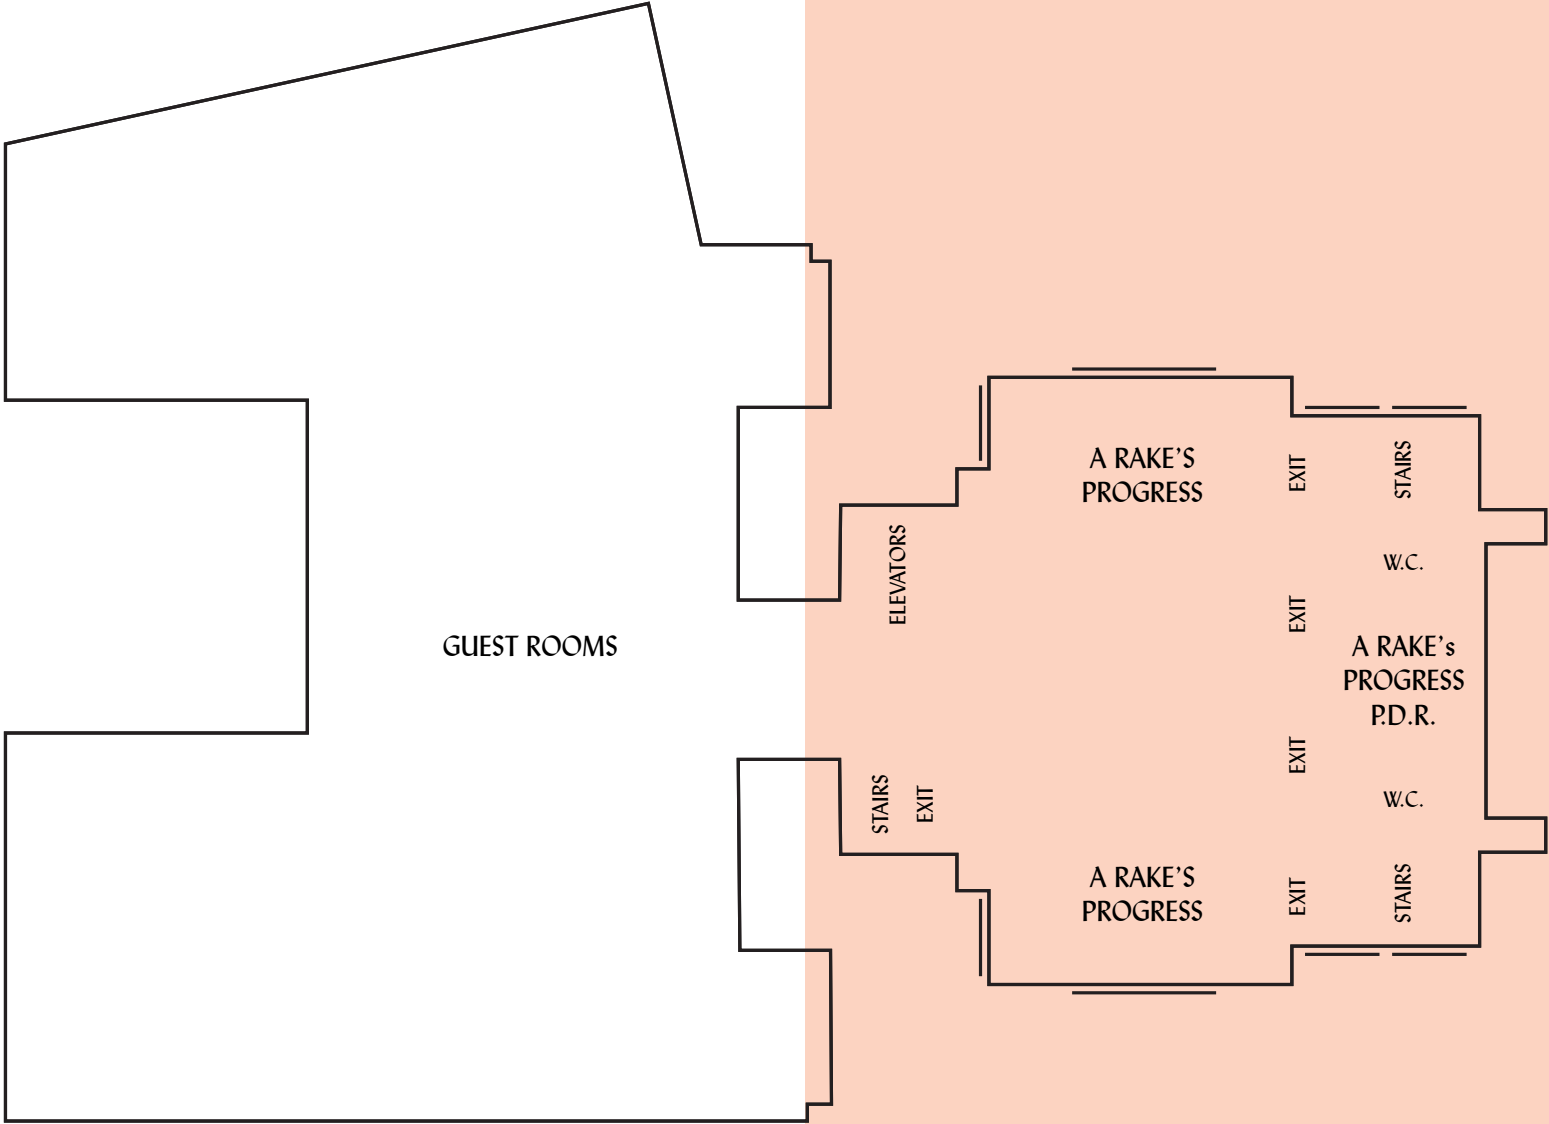 GUEST ROOMS
ELEVATORS
STAIRS
EXIT
A RAKE'S
PROGRESS
A RAKE'S
PROGRESS
EXIT
EXIT
EXIT
EXIT
STAIRS
W.C.
A RAKE's
PROGRESS
P.D.R.
W.C.
STAIRS